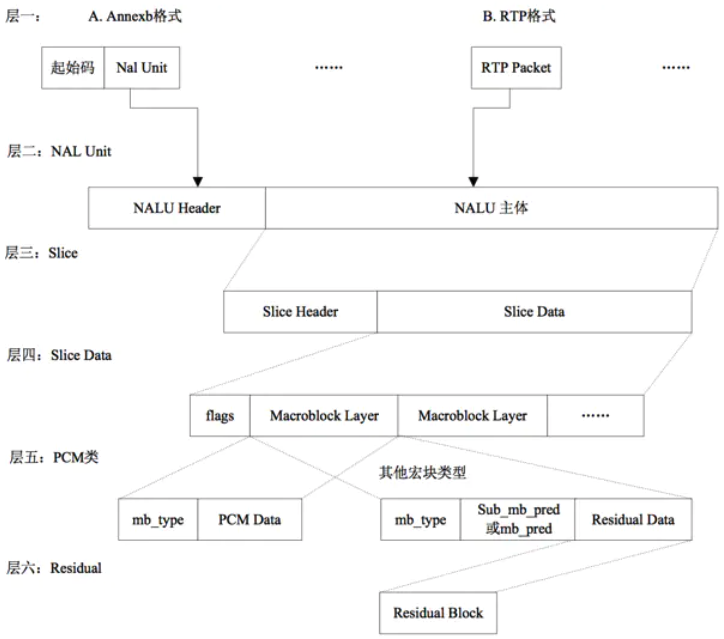 层一： A. Annexb格式 B. RTP格式
起始码 Nal Unit …… RTP Packet ……
层二：NAL Unit
NALU Header NALU 主体
层三：Slice
Slice Header Slice Data
层四：Slice Data
flags Macroblock Layer Macroblock Layer ……
层五：PCM类
其他宏块类型
mb_type PCM Data mb_type Sub_mb_pred Residual Data
或mb_pred
层六：Residual
Residual Block